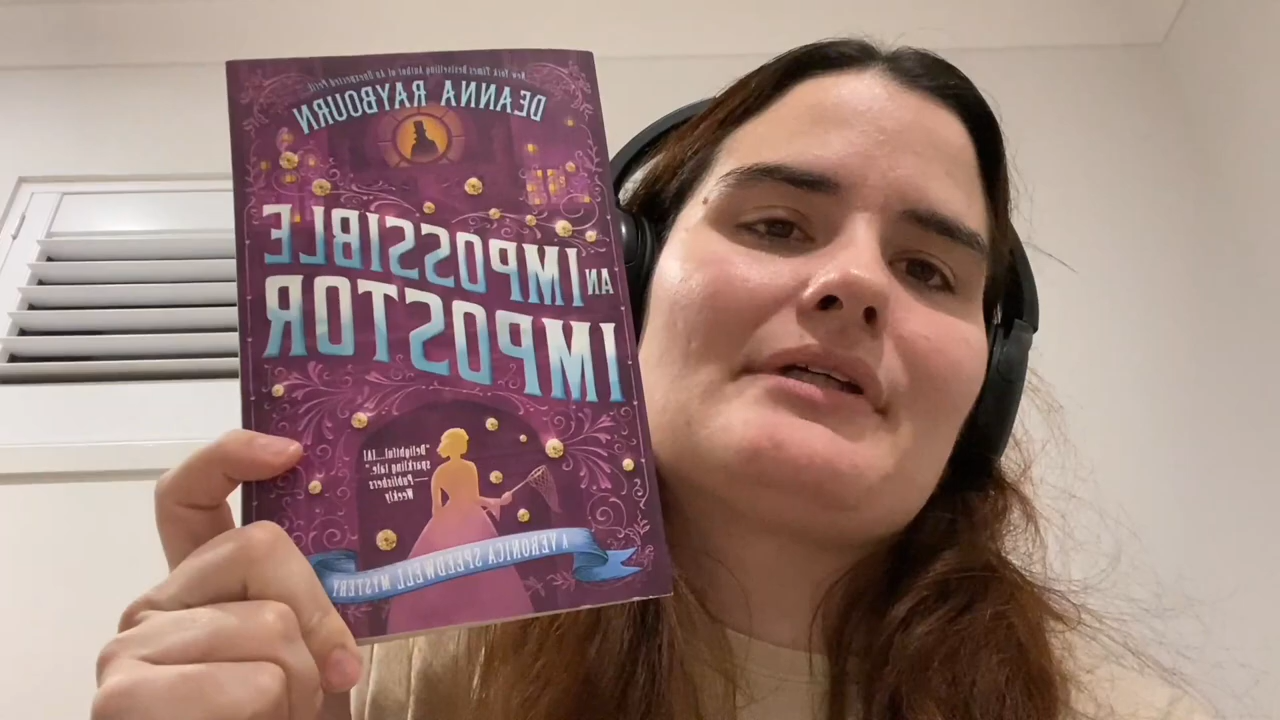 New York Times Bestselling Author of An Unexpected Peril
DEANNA RAYBOURN
AN IMPOSSIBLE
IMPOSTOR
"Delightful...[A]
sparkling tale."
—Publishers
Weekly
A VERONICA SPEEDWELL MYSTERY